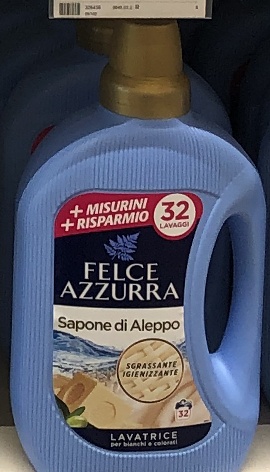 + MISURINI
+ RISPARMIO
32
LAVAGGI
FELCE
AZZURRA
Sapone di Aleppo
SGRASSANTE
IGIENIZZANTE
32
LAVATRICE
per bianchi e colorati